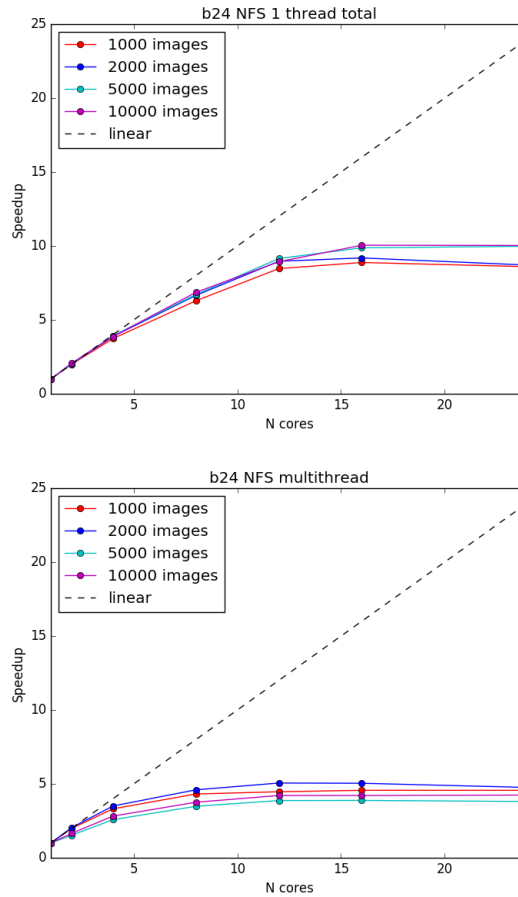 b24 NFS 1 thread total
25
1000 images
2000 images
5000 images
10000 images
linear
20
15
10
5
0
Speedup
5
10
15
20
N cores
b24 NFS multithread
25
1000 images
2000 images
5000 images
10000 images
linear
20
15
10
5
0
Speedup
5
10
15
20
N cores